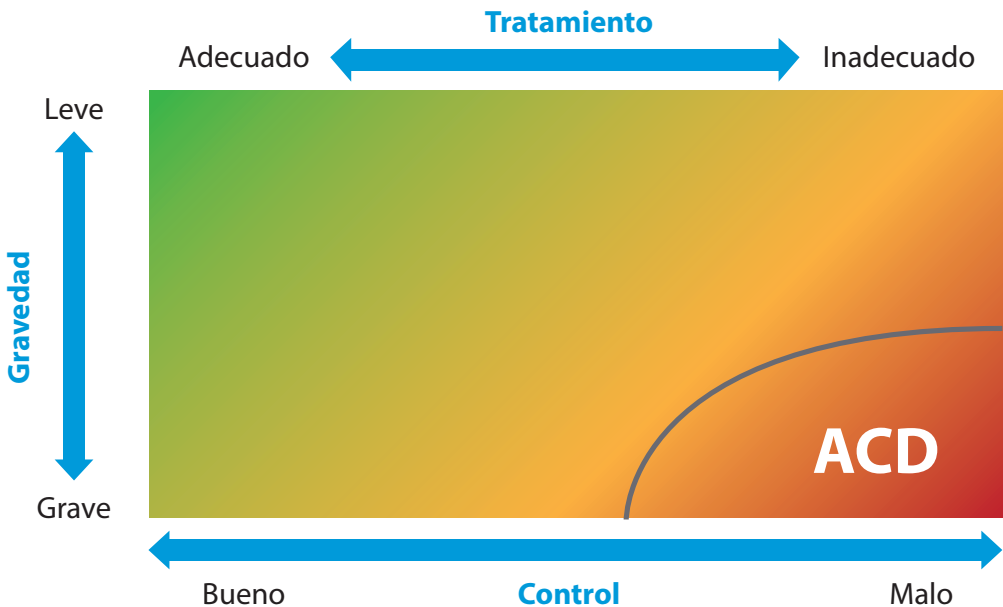 Tratamiento
Adecuado Inadecuado
Leve
Gravedad
ACD
Grave
Bueno Control Malo